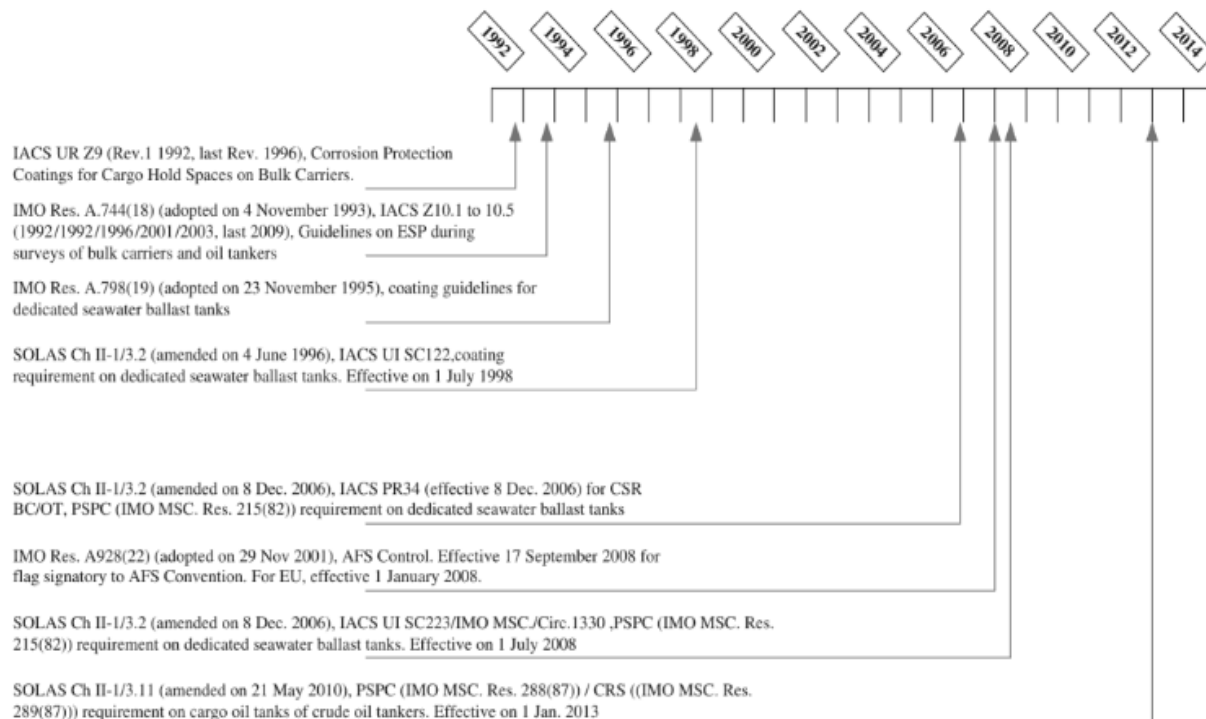 1992
1994
1996
1998
2000
2002
2004
2006
2008
2010
2012
2014
IACS UR Z9 (Rev.1 1992, last Rev. 1996), Corrosion Protection
Coatings for Cargo Hold Spaces on Bulk Carriers.
IMO Res. A.744(18) (adopted on 4 November 1993), IACS Z10.1 to 10.5
(1992/1992/1996/2001/2003, last 2009), Guidelines on ESP during
surveys of bulk carriers and oil tankers
IMO Res. A.798(19) (adopted on 23 November 1995), coating guidelines for
dedicated seawater ballast tanks
SOLAS Ch II-1/3.2 (amended on 4 June 1996), IACS UI SC122,coating
requirement on dedicated seawater ballast tanks. Effective on 1 July 1998
SOLAS Ch II-1/3.2 (amended on 8 Dec. 2006), IACS PR34 (effective 8 Dec. 2006) for CSR
BC/OT, PSPC (IMO MSC. Res. 215(82)) requirement on dedicated seawater ballast tanks
IMO Res. A928(22) (adopted on 29 Nov 2001), AFS Control. Effective 17 September 2008 for
flag signatory to AFS Convention. For EU, effective 1 January 2008.
SOLAS Ch II-1/3.2 (amended on 8 Dec. 2006), IACS UI SC223/IMO MSC./Circ.1330 ,PSPC (IMO MSC. Res.
215(82)) requirement on dedicated seawater ballast tanks. Effective on 1 July 2008
SOLAS Ch II-1/3.11 (amended on 21 May 2010), PSPC (IMO MSC. Res. 288(87)) / CRS ((IMO MSC. Res.
289(87))) requirement on cargo oil tanks of crude oil tankers. Effective on 1 Jan. 2013